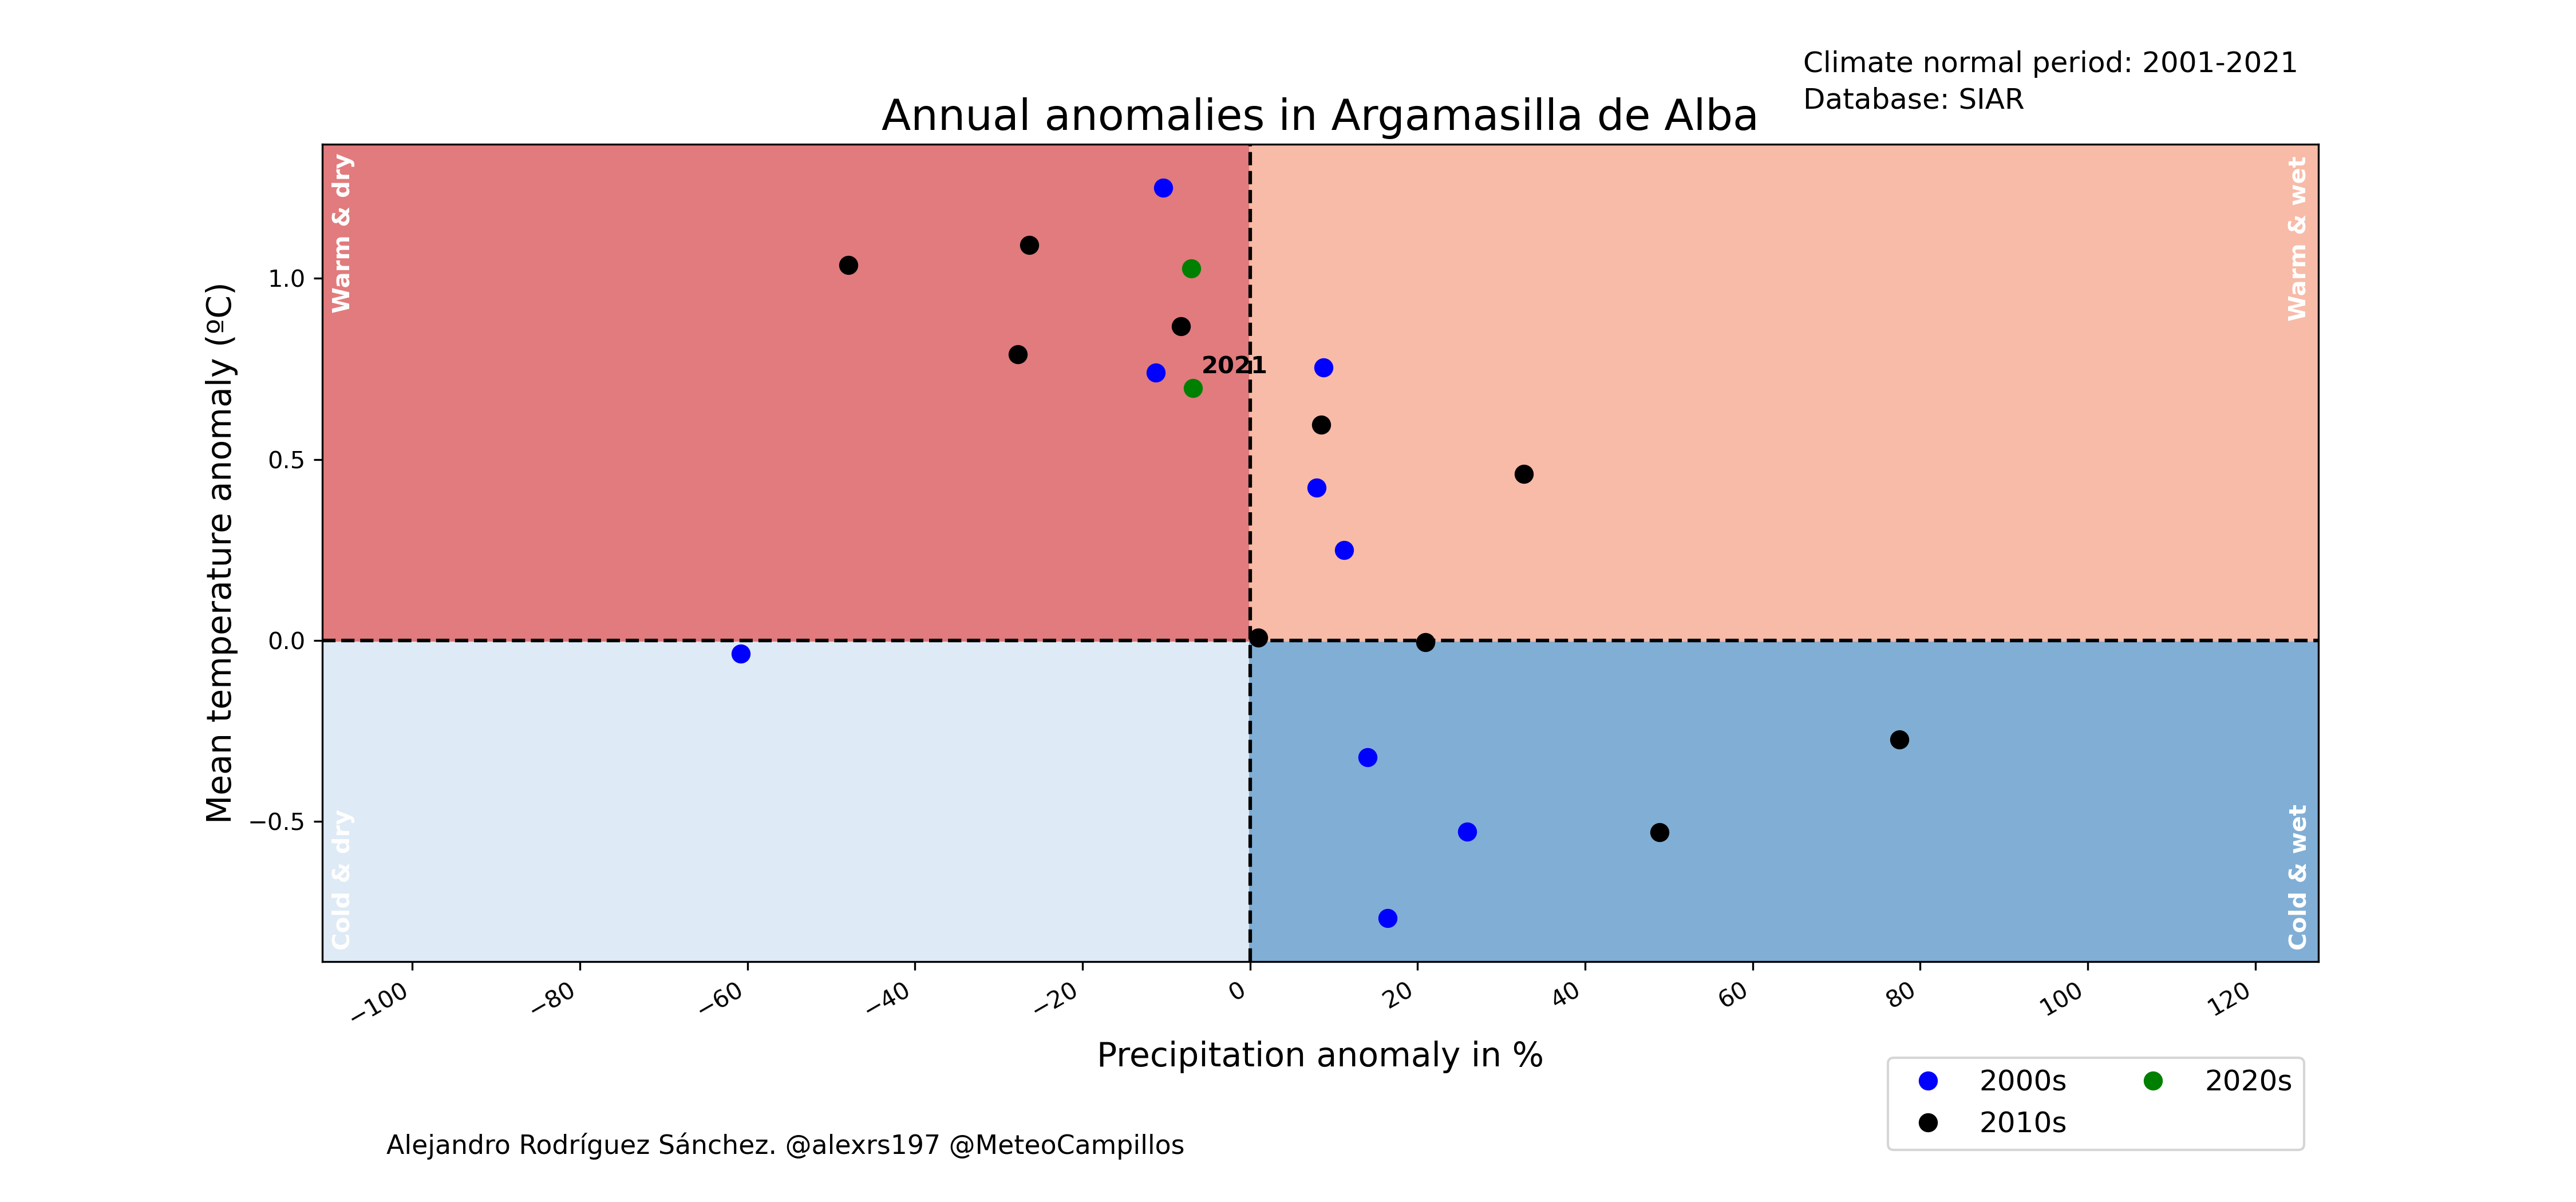 Climate normal period: 2001-2021
Database: SIAR
Annual anomalies in Argamasilla de Alba
Warm & dry
Warm & wet
Mean temperature anomaly (ºC)
1.0
0.5
0.0
−0.5
2021
Cold & dry
Cold & wet
−100 −80 −60 −40 −20 0 20 40 60 80 100 120
Precipitation anomaly in %
2000s 2020s
2010s
Alejandro Rodríguez Sánchez. @alexrs197 @MeteoCampillos